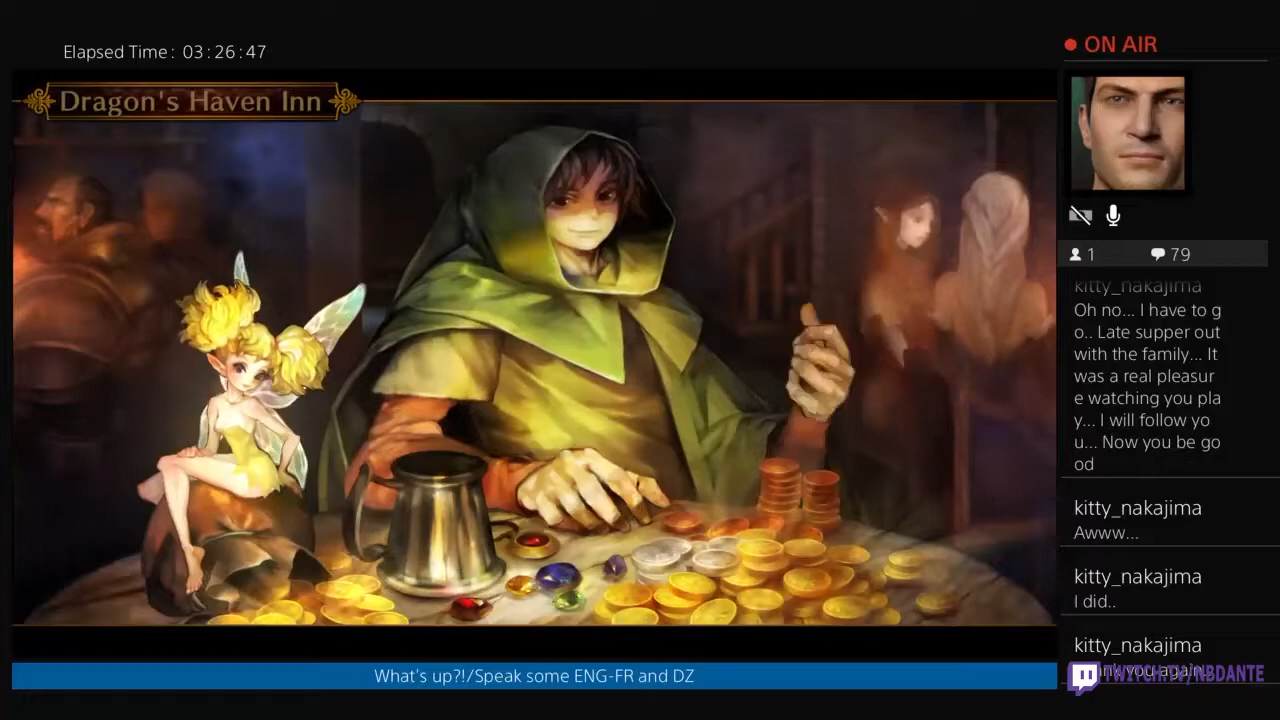 Elapsed Time: 03:26:47
ON AIR
Dragon's Haven Inn
1 79
kitty_nakajima
Oh no... I have to g
o.. Late supper out
with the family... It
was a real pleasur
e watching you pla
y... I will follow yo
u... Now you be go
od
kitty_nakajima
Awww...
kitty_nakajima
I did..
kitty_nakajima
you again
TWITCH.TV/NBDANTE
What's up?!/Speak some ENG-FR and DZ